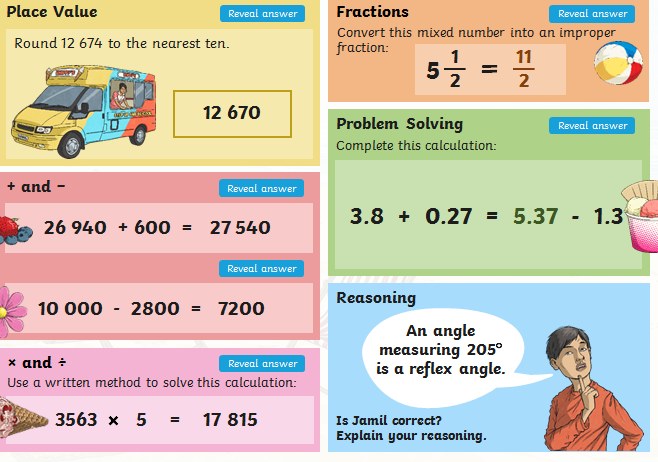 Place Value
Reveal answer
Round 12 674 to the nearest ten.
12 670
+ and −
Reveal answer
26 940 + 600 = 27 540
Reveal answer
10 000 - 2800 = 7200
× and ÷
Reveal answer
Use a written method to solve this calculation:
3563 × 5 = 17 815
Fractions
Reveal answer
Convert this mixed number into an improper
fraction:
5 1/2 = 11/2
Problem Solving
Reveal answer
Complete this calculation:
3.8 + 0.27 = 5.37 - 1.3
Reasoning
An angle
measuring 205°
is a reflex angle.
Is Jamil correct?
Explain your reasoning.